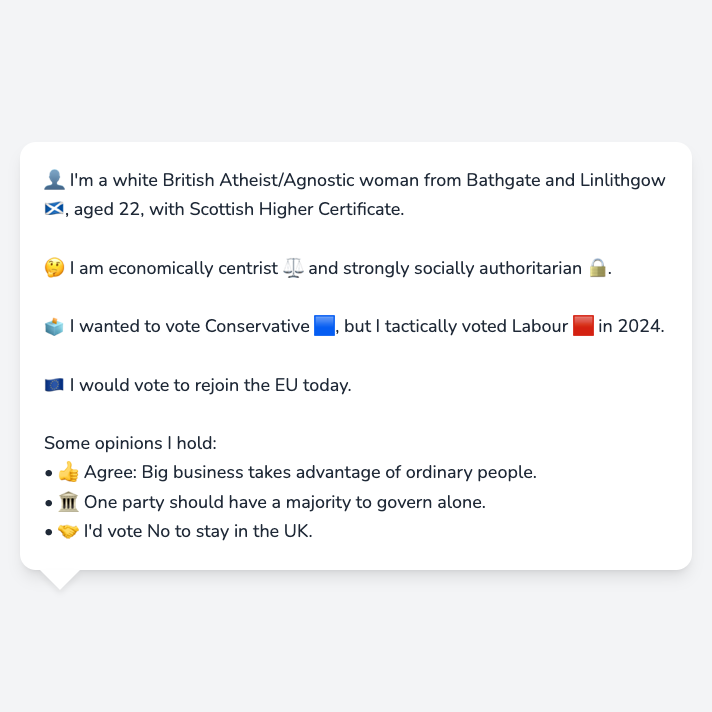 👤 I'm a white British Atheist/Agnostic woman from Bathgate and Linlithgow
🏴󠁧󠁢󠁳󠁣󠁴󠁿, aged 22, with Scottish Higher Certificate.
🤔 I am economically centrist ⚖️ and strongly socially authoritarian 🔒.
🗳️ I wanted to vote Conservative 🟦, but I tactically voted Labour 🟥 in 2024.
🇪🇺 I would vote to rejoin the EU today.
Some opinions I hold:
• 👍 Agree: Big business takes advantage of ordinary people.
• 🏛️ One party should have a majority to govern alone.
• 🤝 I'd vote No to stay in the UK.